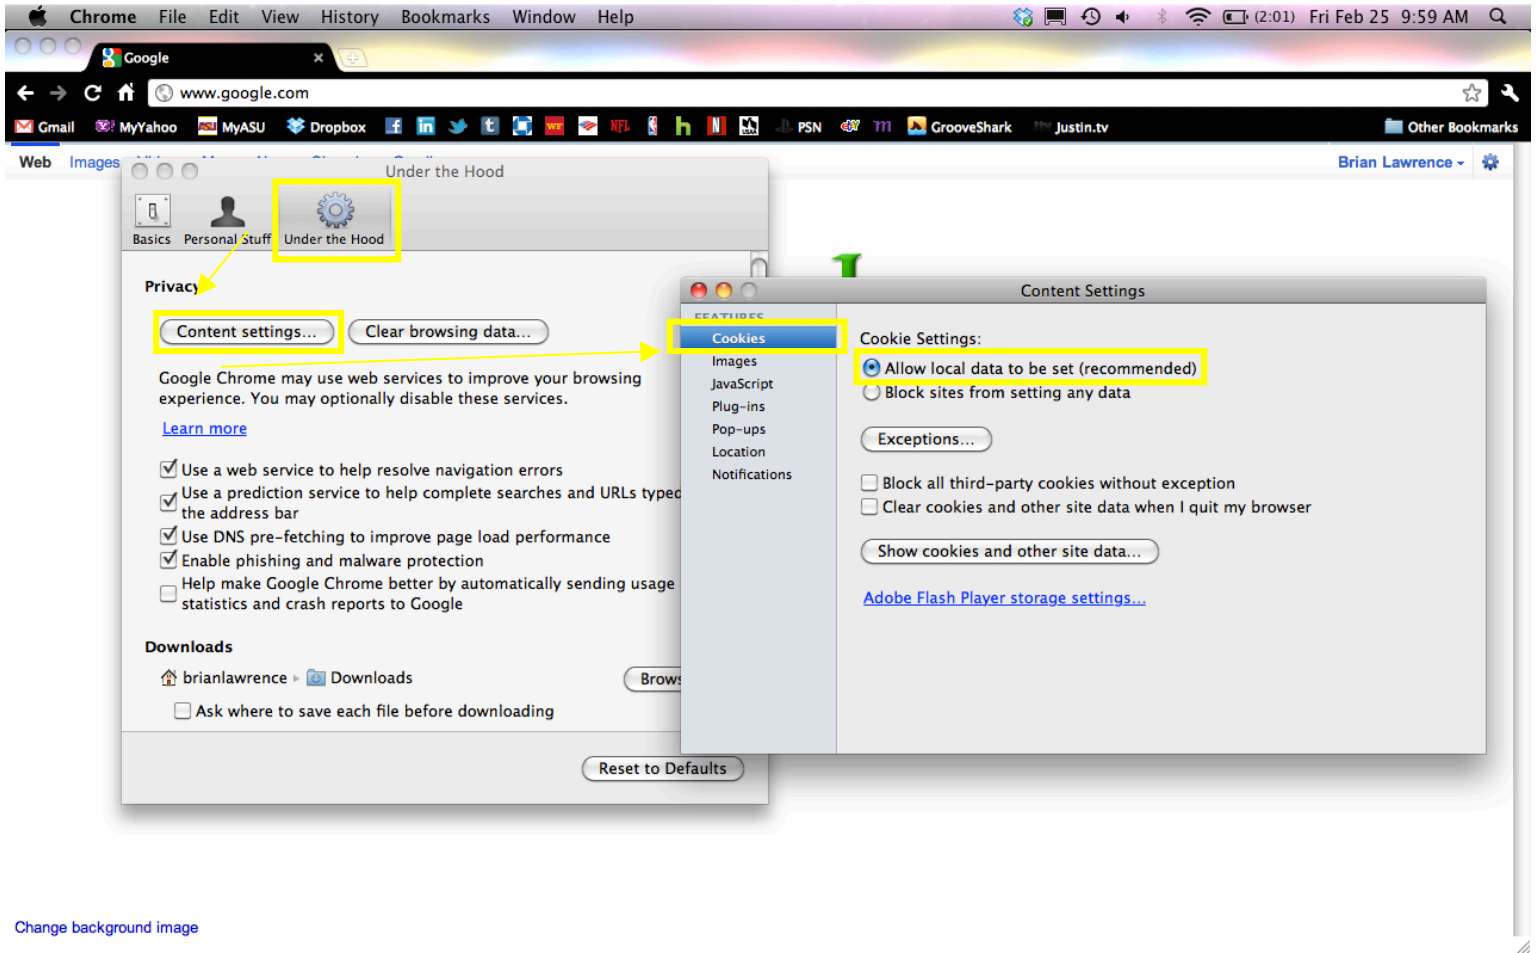 Chrome File Edit View History Bookmarks Window Help (2:01) Fri Feb 25 9:59 AM
Google
www.google.com
Gmail MyYahoo MyASU Dropbox WF NFL h N PSN GrooveShark Justin.tv Other Bookmarks
Web Images Brian Lawrence
Under the Hood
Basics Personal Stuff Under the Hood
Privacy
Content settings... Clear browsing data...
Google Chrome may use web services to improve your browsing
experience. You may optionally disable these services.
Learn more
Use a web service to help resolve navigation errors
Use a prediction service to help complete searches and URLs typed
the address bar
Use DNS pre-fetching to improve page load performance
Enable phishing and malware protection
Help make Google Chrome better by automatically sending usage
statistics and crash reports to Google
Downloads
brianlawrence Downloads
Ask where to save each file before downloading
Reset to Defaults
Content Settings
FEATURES
Cookies
Images
JavaScript
Plug-ins
Pop-ups
Location
Notifications
Cookie Settings:
Allow local data to be set (recommended)
Block sites from setting any data
Exceptions...
Block all third-party cookies without exception
Clear cookies and other site data when I quit my browser
Show cookies and other site data...
Adobe Flash Player storage settings...
Change background image